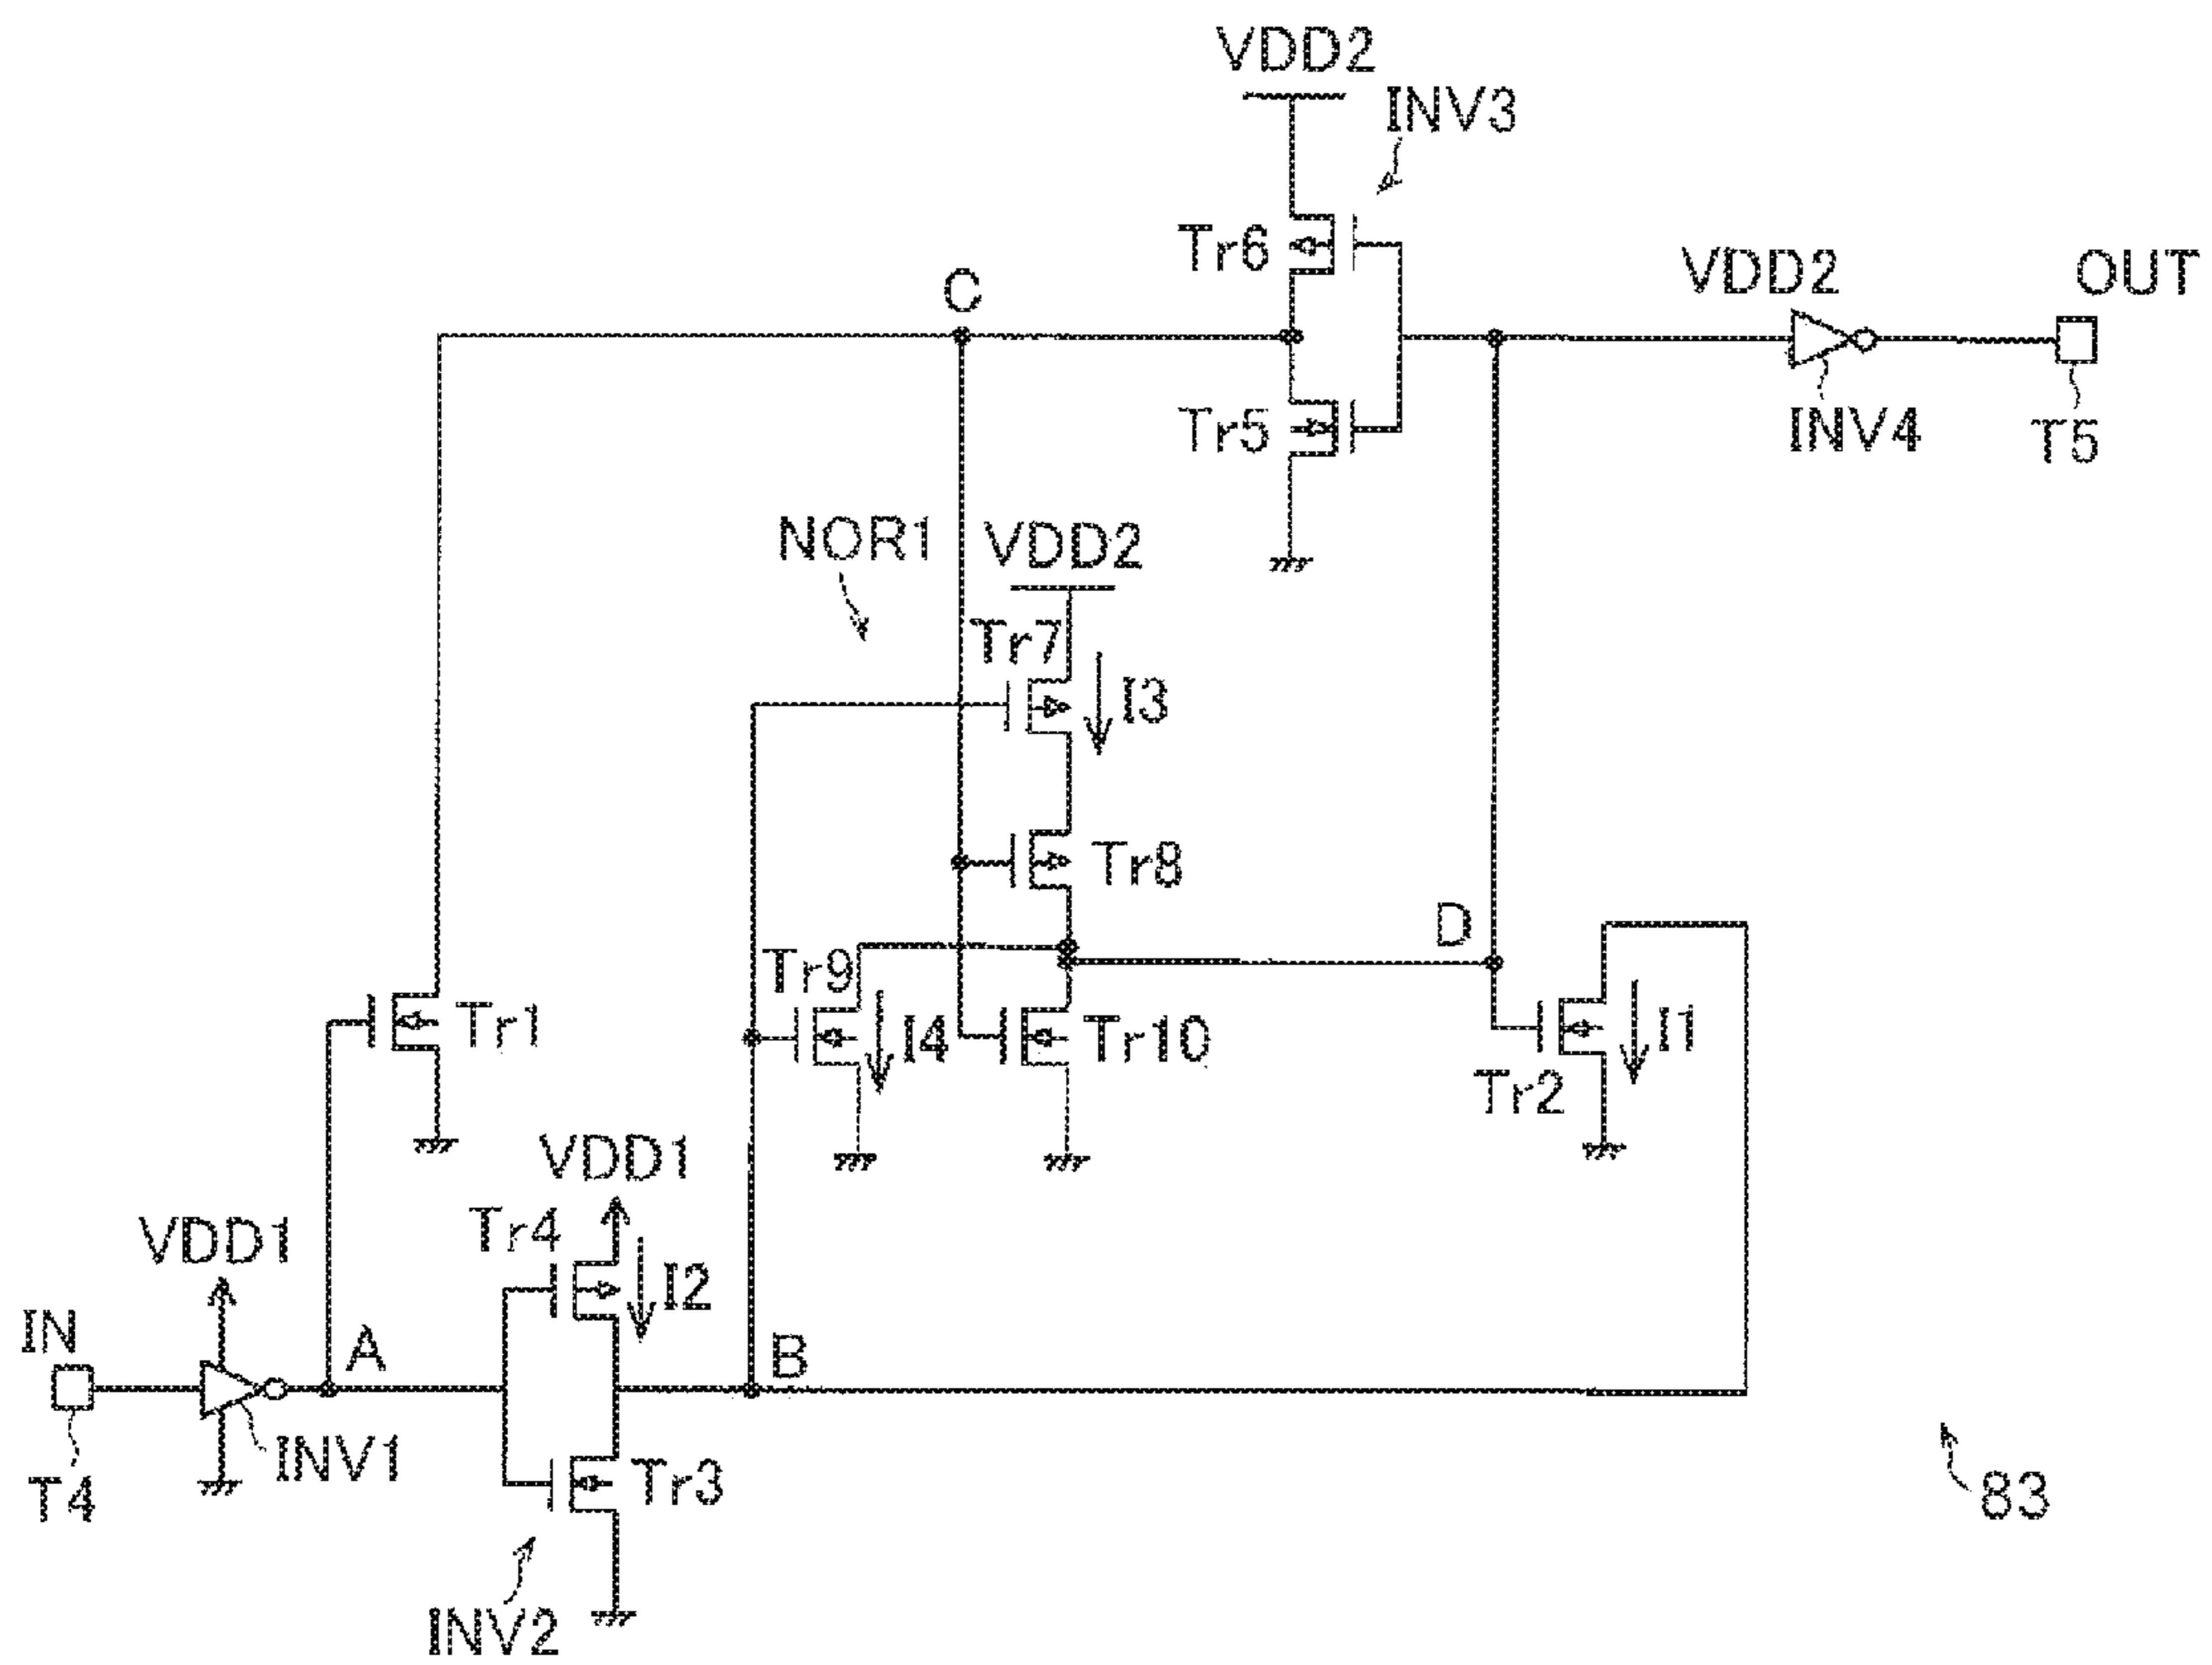 VDD2
INV3
Tr6
C
VDD2
OUT
Tr5
INV4
T5
NOR1
VDD2
Tr7
I3
Tr8
D
Tr9
I4
Tr10
Tr1
I1
Tr2
VDD1
Tr4
VDD1
I2
IN
A
B
INV1
Tr3
T4
83
INV2